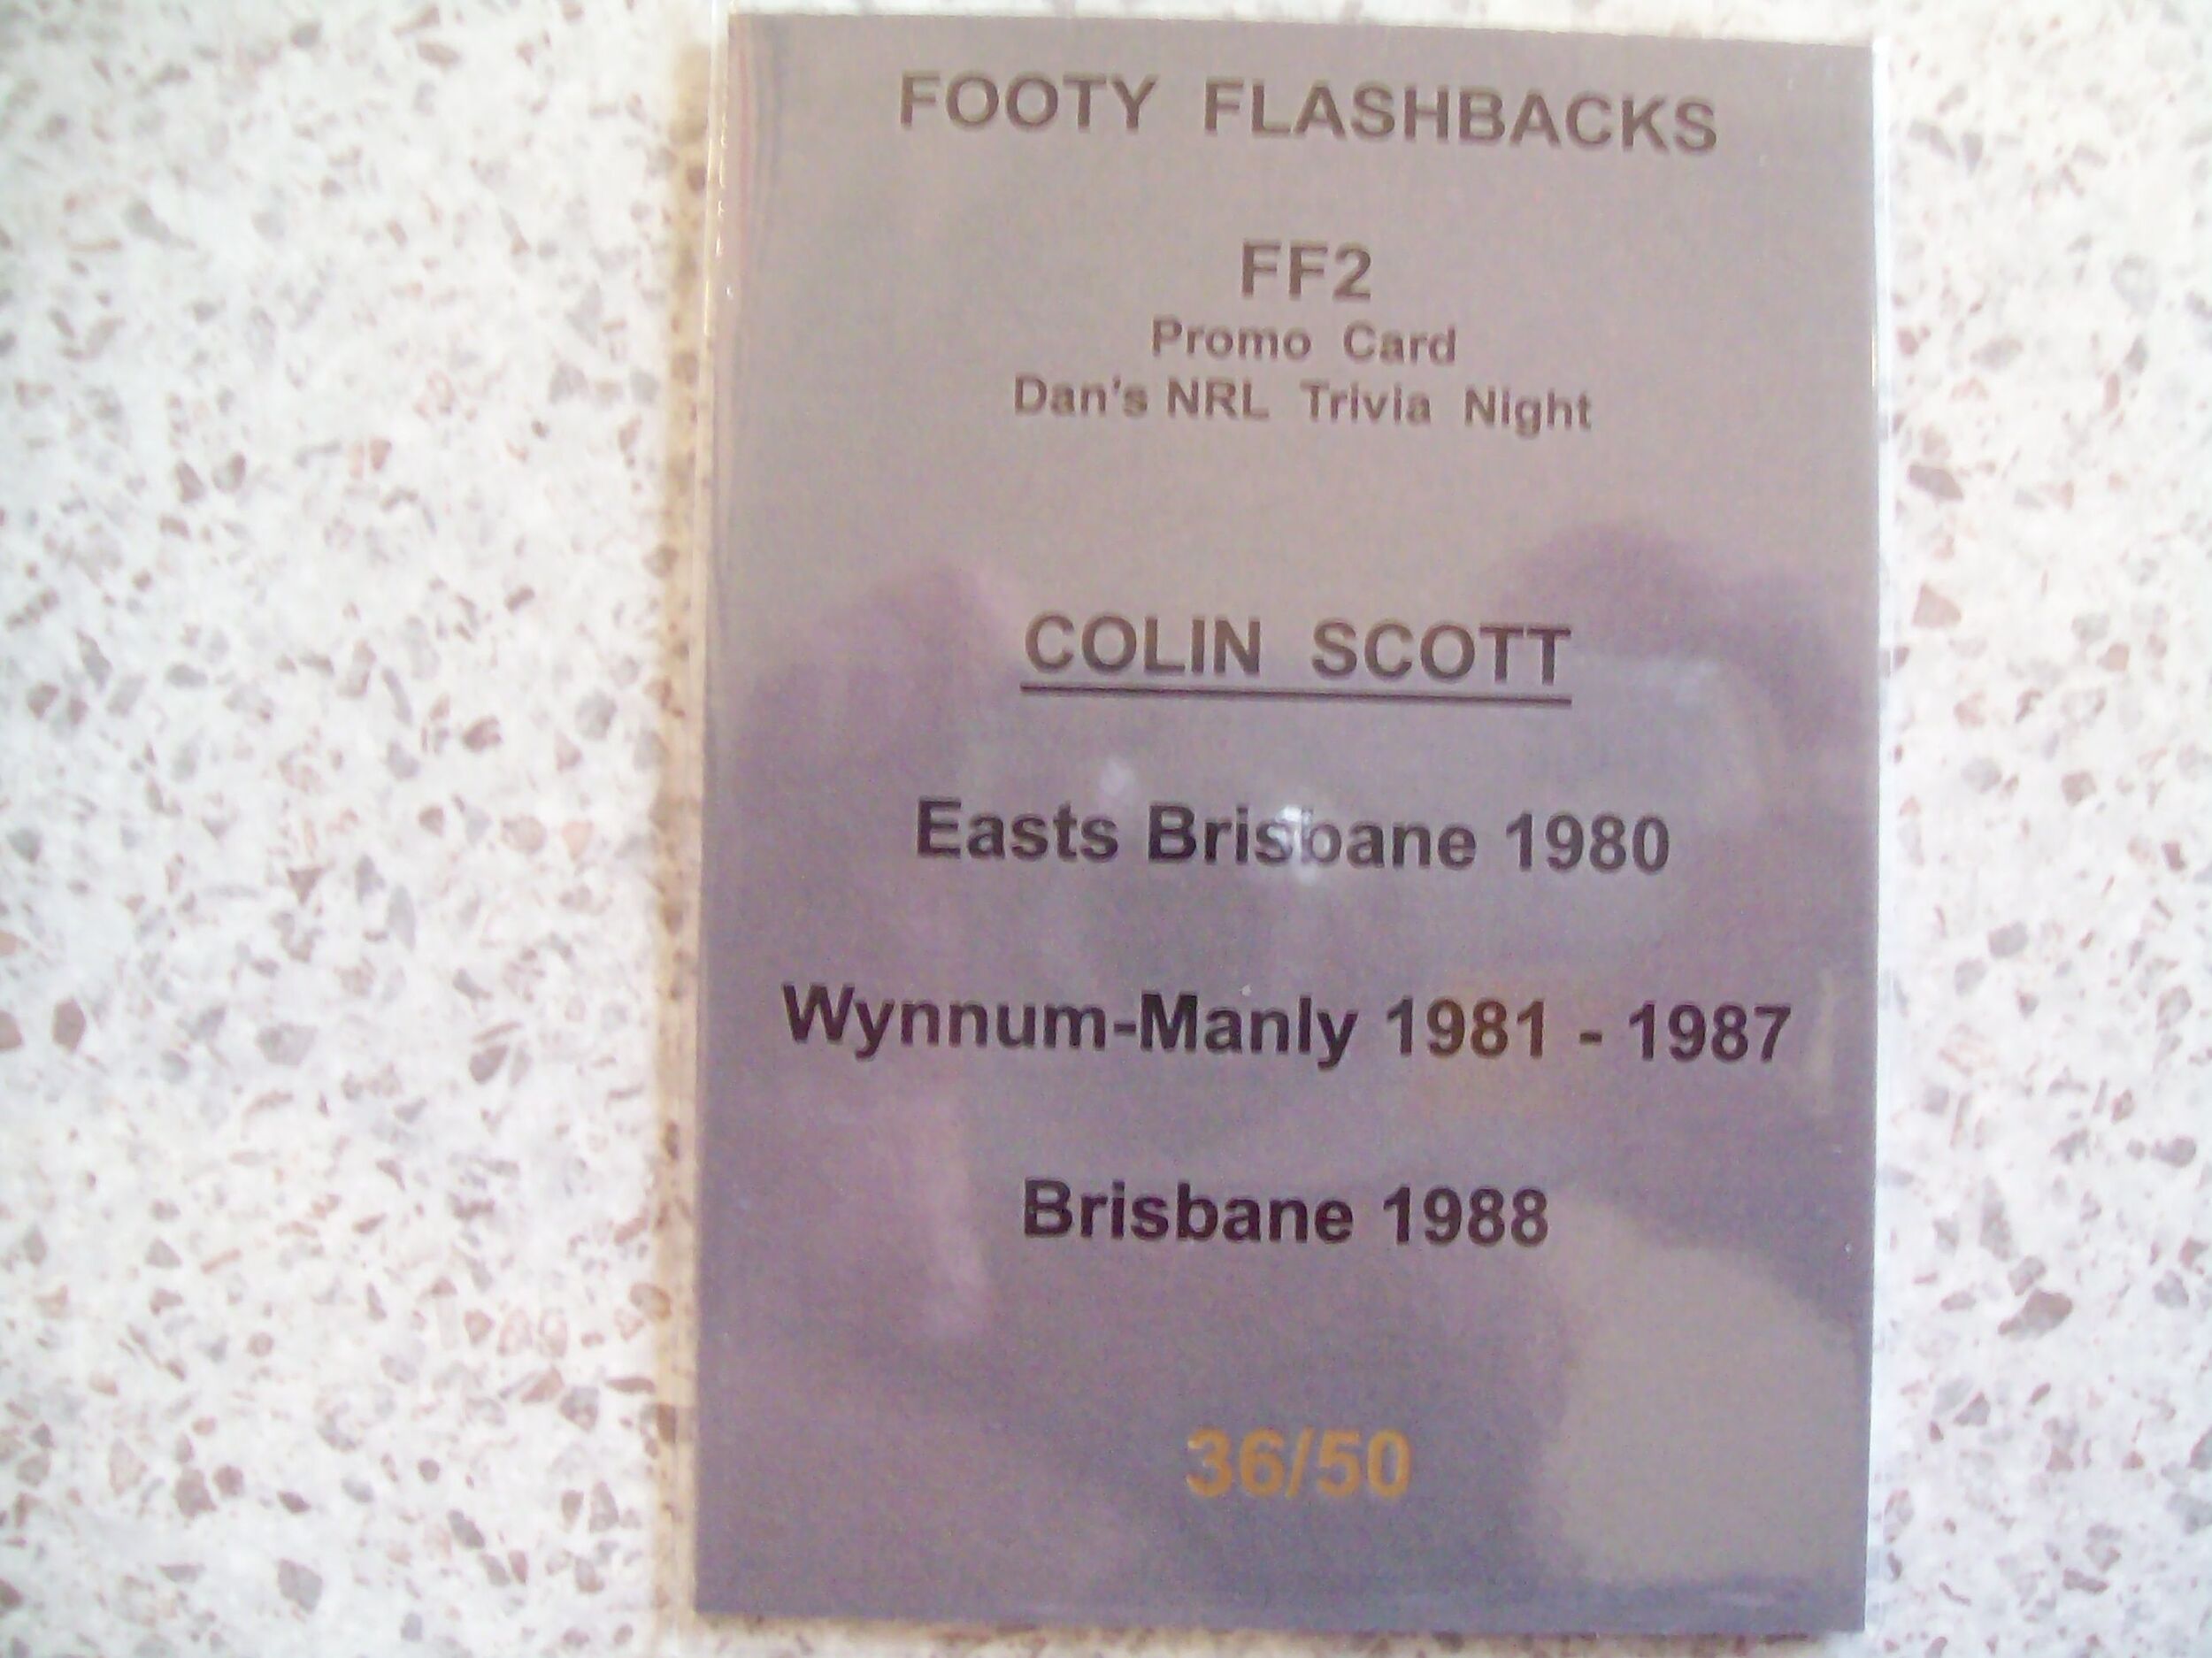 FOOTY FLASHBACKS
FF2
Promo Card
Dan's NRL Trivia Night
COLIN SCOTT
Easts Brisbane 1980
Wynnum-Manly 1981 - 1987
Brisbane 1988
36/50